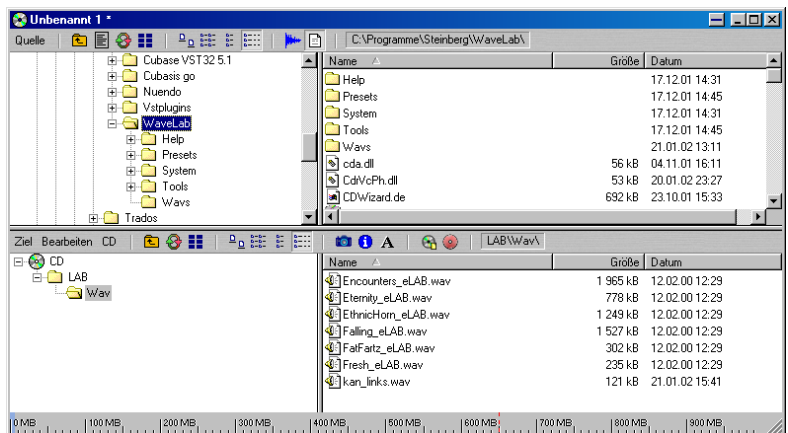 Unbenannt 1 *
Quelle
C:\Programme\Steinberg\WaveLab\
Cubase VST32 5.1
Cubasis go
Nuendo
Vstplugins
WaveLab
Help
Presets
System
Tools
Wavs
Trados
Name Größe Datum
Help 17.12.01 14:31
Presets 17.12.01 14:45
System 17.12.01 14:31
Tools 17.12.01 14:45
Wavs 21.01.02 13:11
cda.dll 56 kB 04.11.01 16:11
CdrVcPh.dll 53 kB 20.01.02 23:27
CDWizard.de 692 kB 23.10.01 15:33
Ziel Bearbeiten CD
A
LAB\Wav\
CD
LAB
Wav
Name Größe Datum
Encounters_eLAB.wav 1 965 kB 12.02.00 12:29
Eternity_eLAB.wav 778 kB 12.02.00 12:29
EthnicHorn_eLAB.wav 1 249 kB 12.02.00 12:29
Falling_eLAB.wav 1 527 kB 12.02.00 12:29
FatFartz_eLAB.wav 302 kB 12.02.00 12:29
Fresh_eLAB.wav 235 kB 12.02.00 12:29
kan_links.wav 121 kB 21.01.02 15:41
0 MB 100 MB 200 MB 300 MB 400 MB 500 MB 600 MB 700 MB 800 MB 900 MB